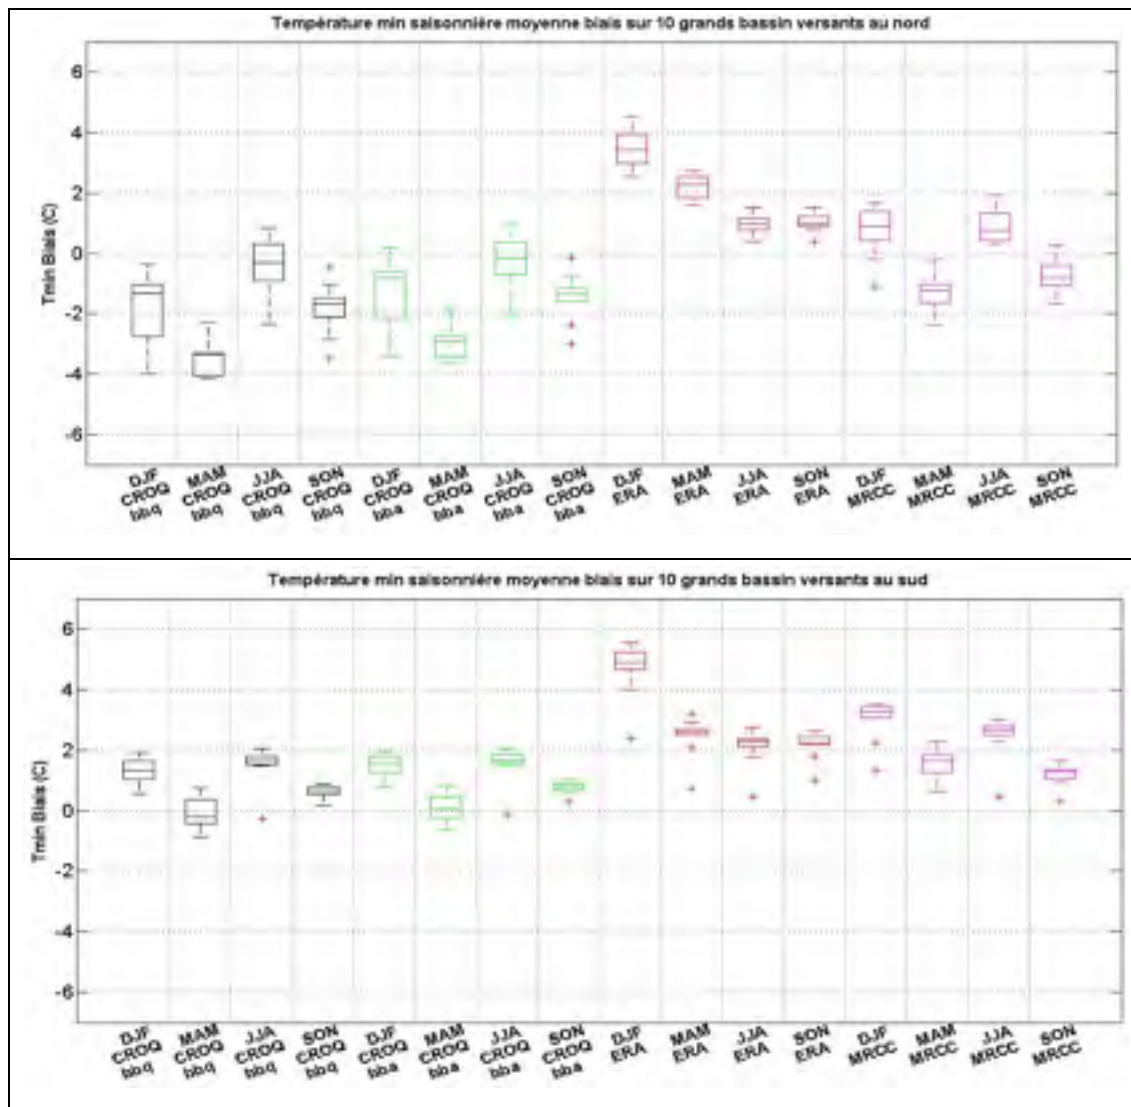 Température min saisonnière moyenne biais sur 10 grands bassin versants au nord
Tmin Biais (C)
6
4
2
0
-2
-4
-6
DJF CROQ bbq
MAM CROQ bbq
JJA CROQ bbq
SON CROQ bbq
DJF CROQ bba
MAM CROQ bba
JJA CROQ bba
SON CROQ bba
DJF ERA
MAM ERA
JJA ERA
SON ERA
DJF MRCC
MAM MRCC
JJA MRCC
SON MRCC
Température min saisonnière moyenne biais sur 10 grands bassin versants au sud
Tmin Biais (C)
6
4
2
0
-2
-4
-6
DJF CROQ bbq
MAM CROQ bbq
JJA CROQ bbq
SON CROQ bbq
DJF CROQ bba
MAM CROQ bba
JJA CROQ bba
SON CROQ bba
DJF ERA
MAM ERA
JJA ERA
SON ERA
DJF MRCC
MAM MRCC
JJA MRCC
SON MRCC